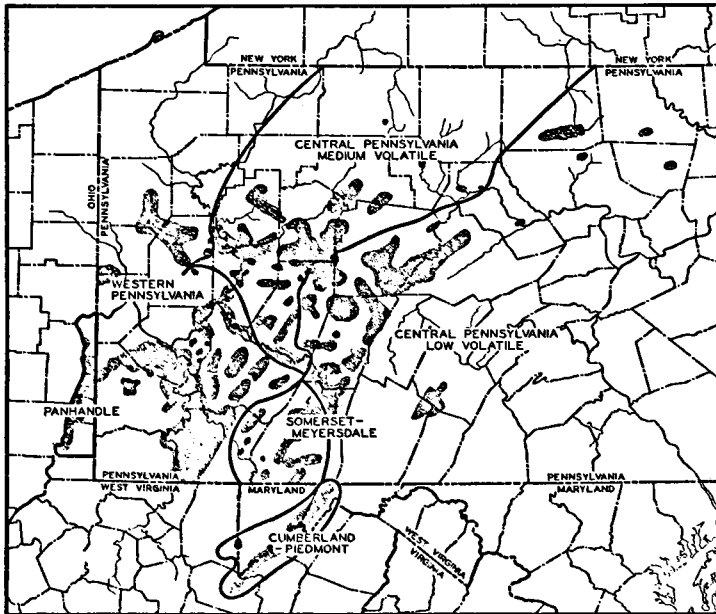 NEW YORK
PENNSYLVANIA
NEW YORK
PENNSYLVANIA
CENTRAL PENNSYLVANIA
MEDIUM VOLATILE
OHIO
PENNSYLVANIA
WESTERN
PENNSYLVANIA
CENTRAL PENNSYLVANIA
LOW VOLATILE
PANHANDLE
SOMERSET-
MEYERSDALE
PENNSYLVANIA
WEST VIRGINIA
MARYLAND
PENNSYLVANIA
MARYLAND
CUMBERLAND
-PIEDMONT
WEST VIRGINIA
VIRGINIA